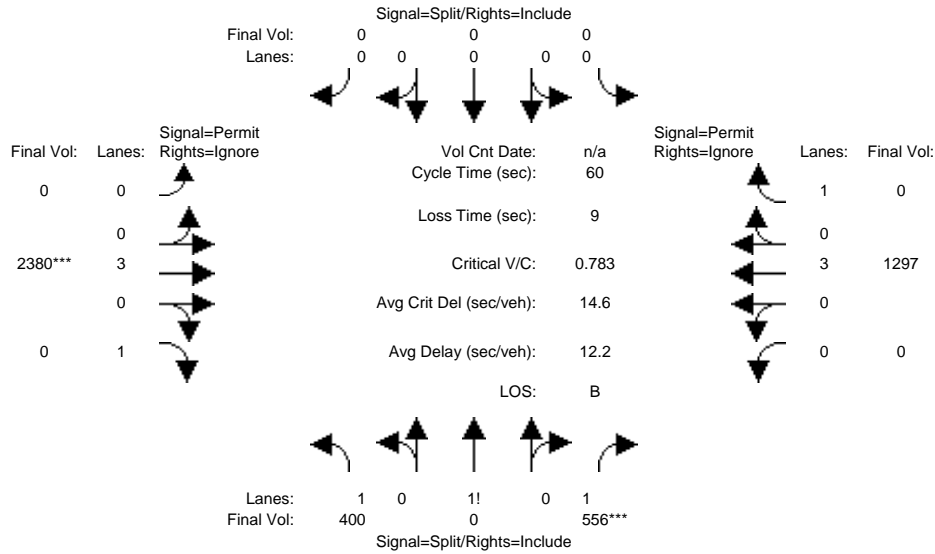 Signal=Split/Rights=Include
Final Vol: 0 0 0
Lanes: 0 0 0 0 0
Signal=Permit
Final Vol: Lanes: Rights=Ignore
Vol Cnt Date: n/a
Signal=Permit
Rights=Ignore Lanes: Final Vol:
Cycle Time (sec): 60
0 0
1 0
Loss Time (sec): 9
0
0
2380*** 3
Critical V/C: 0.783
3 1297
0
Avg Crit Del (sec/veh): 14.6
0
0 1
Avg Delay (sec/veh): 12.2
0 0
LOS: B
Lanes: 1 0 1! 0 1
Final Vol: 400 0 556***
Signal=Split/Rights=Include